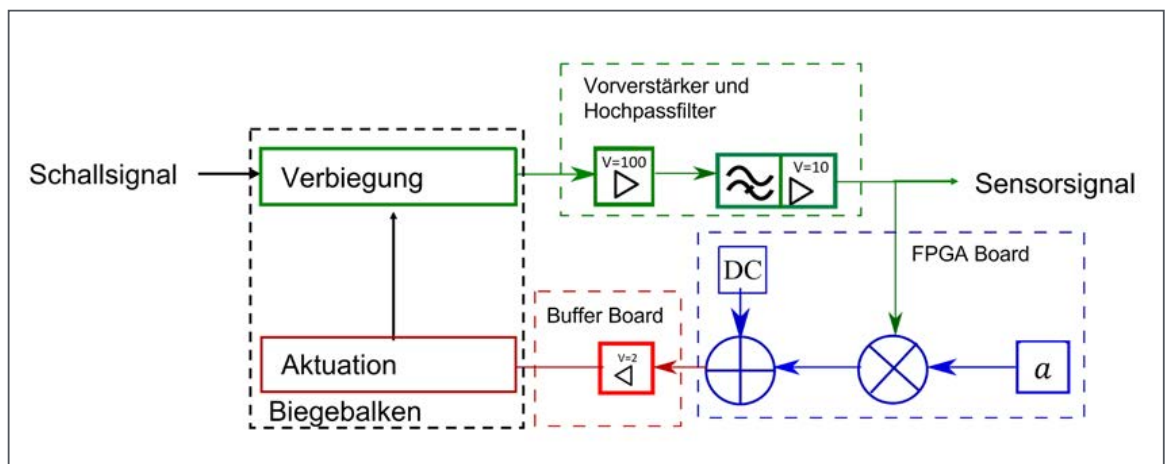 Vorverstärker und
Hochpassfilter
Schallsignal
Verbiegung
V=100
V=10
Sensorsignal
FPGA Board
DC
Buffer Board
Aktuation
V=2
a
Biegebalken